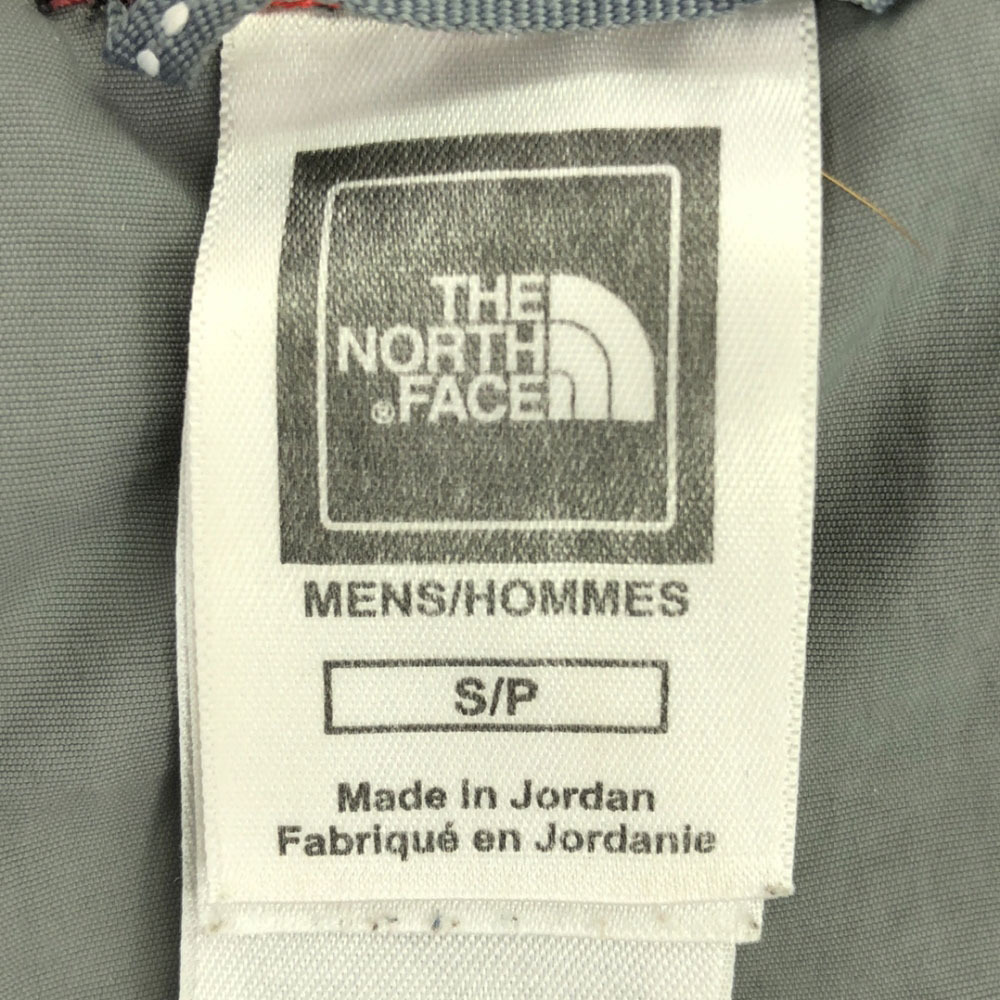 THE
NORTH
®FACE
MENS/HOMMES
S/P
Made in Jordan
Fabriqué en Jordanie